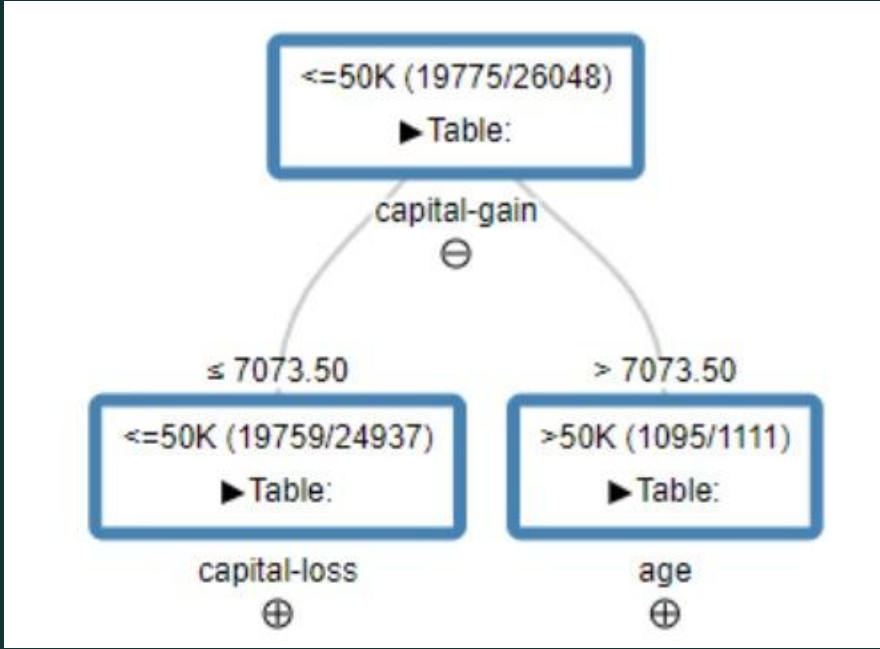 <=50K (19775/26048)
▶Table:
capital-gain
≤ 7073.50
> 7073.50
<=50K (19759/24937)
>50K (1095/1111)
▶Table:
▶Table:
capital-loss
age